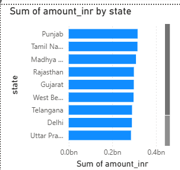 Sum of amount_inr by state
Punjab
Tamil Na...
Madhya ...
Rajasthan
Gujarat
West Be...
Telangana
Delhi
Uttar Pra...
state
0.0bn 0.2bn 0.4bn
Sum of amount_inr